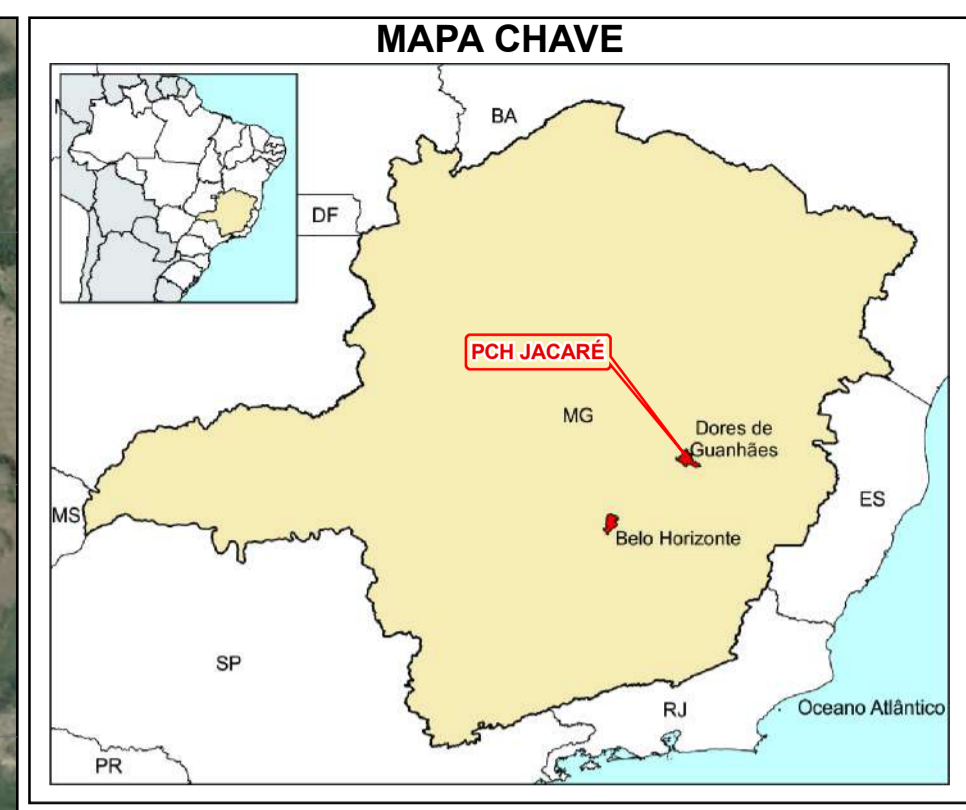 MAPA CHAVE
BA
DF
PCH JACARÉ
MG
Dores de
Guanhães
ES
MS
Belo Horizonte
SP
RJ
Oceano Atlântico
PR